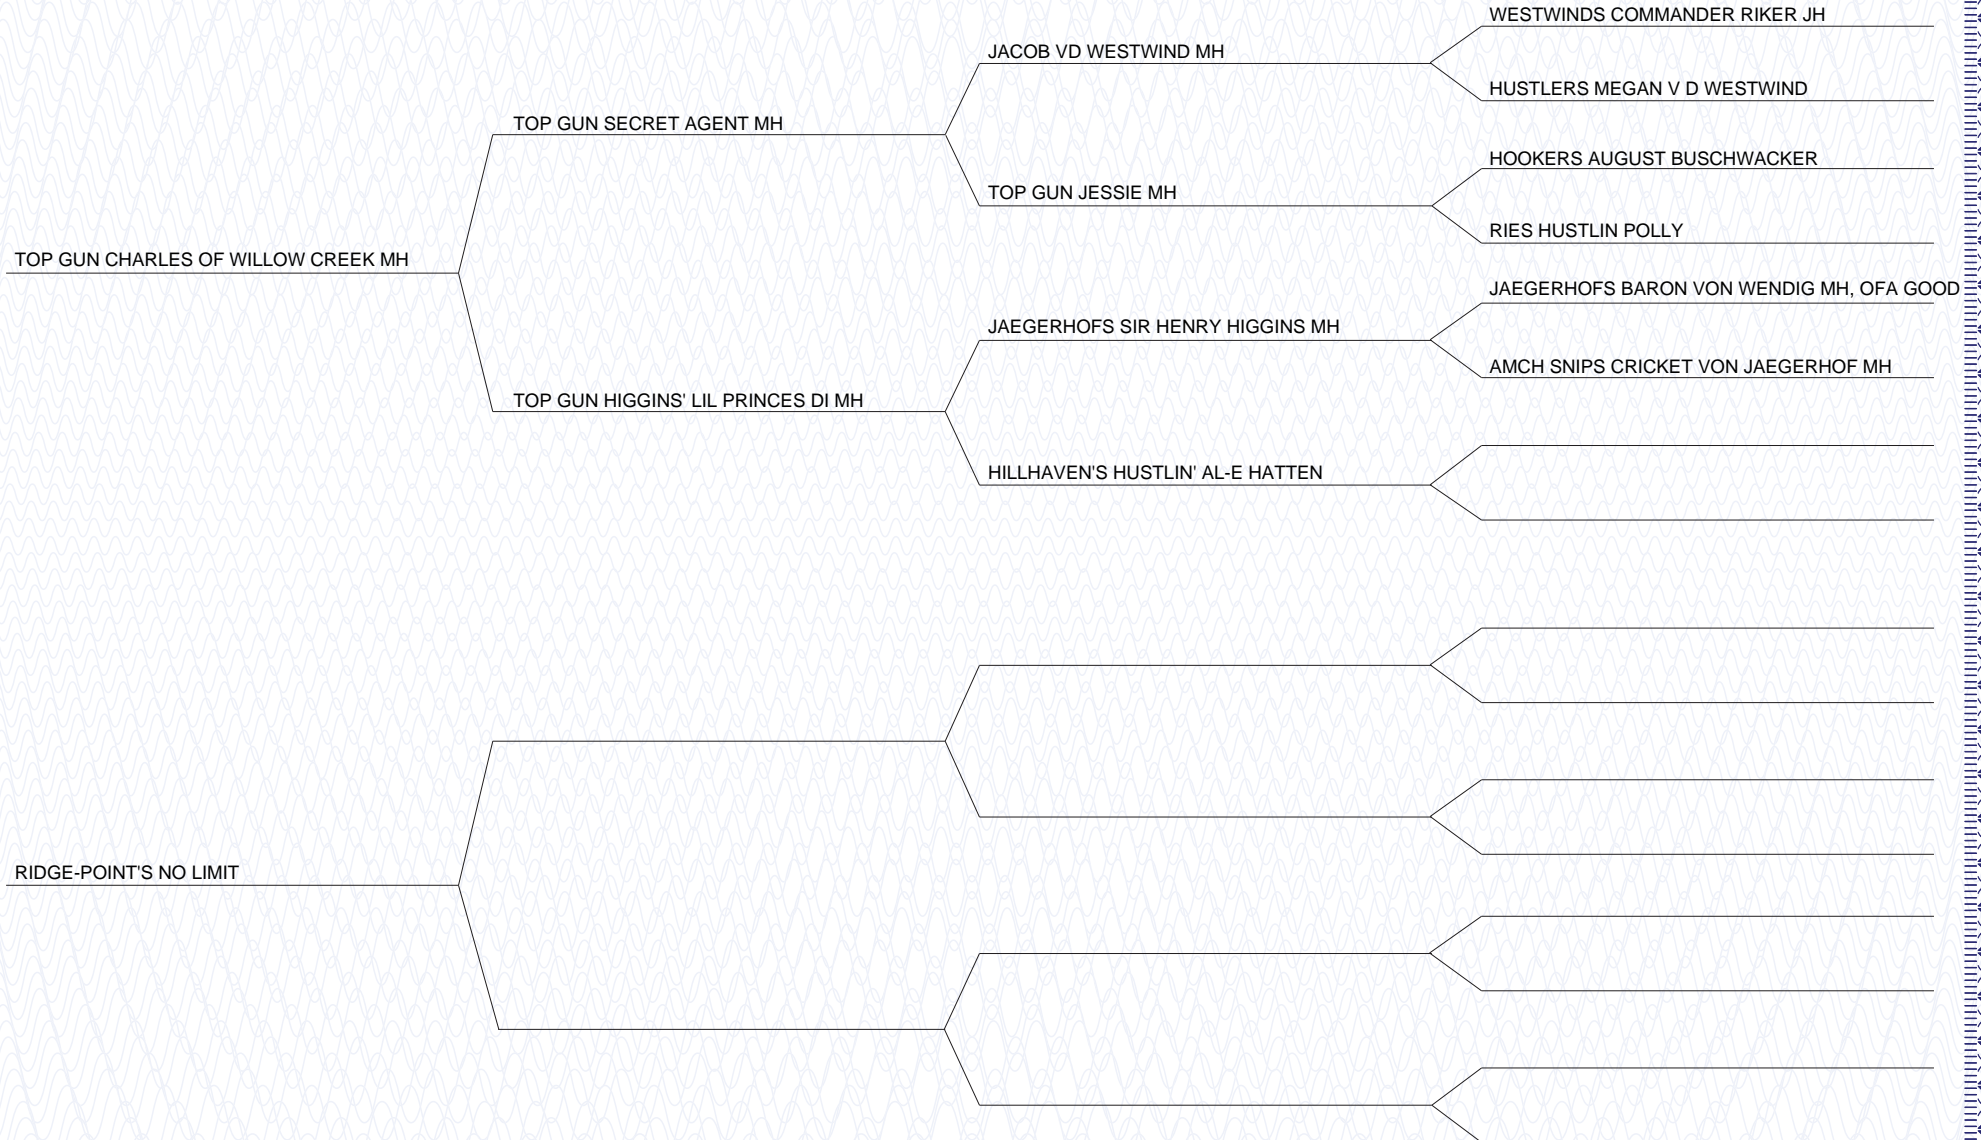 WESTWINDS COMMANDER RIKER JH
JACOB VD WESTWIND MH
HUSTLERS MEGAN V D WESTWIND
TOP GUN SECRET AGENT MH
HOOKERS AUGUST BUSCHWACKER
TOP GUN JESSIE MH
RIES HUSTLIN POLLY
TOP GUN CHARLES OF WILLOW CREEK MH
JAEGERHOFS BARON VON WENDIG MH, OFA GOOD
JAEGERHOFS SIR HENRY HIGGINS MH
AMCH SNIPS CRICKET VON JAEGERHOF MH
TOP GUN HIGGINS' LIL PRINCES DI MH
HILLHAVEN'S HUSTLIN' AL-E HATTEN
RIDGE-POINT'S NO LIMIT